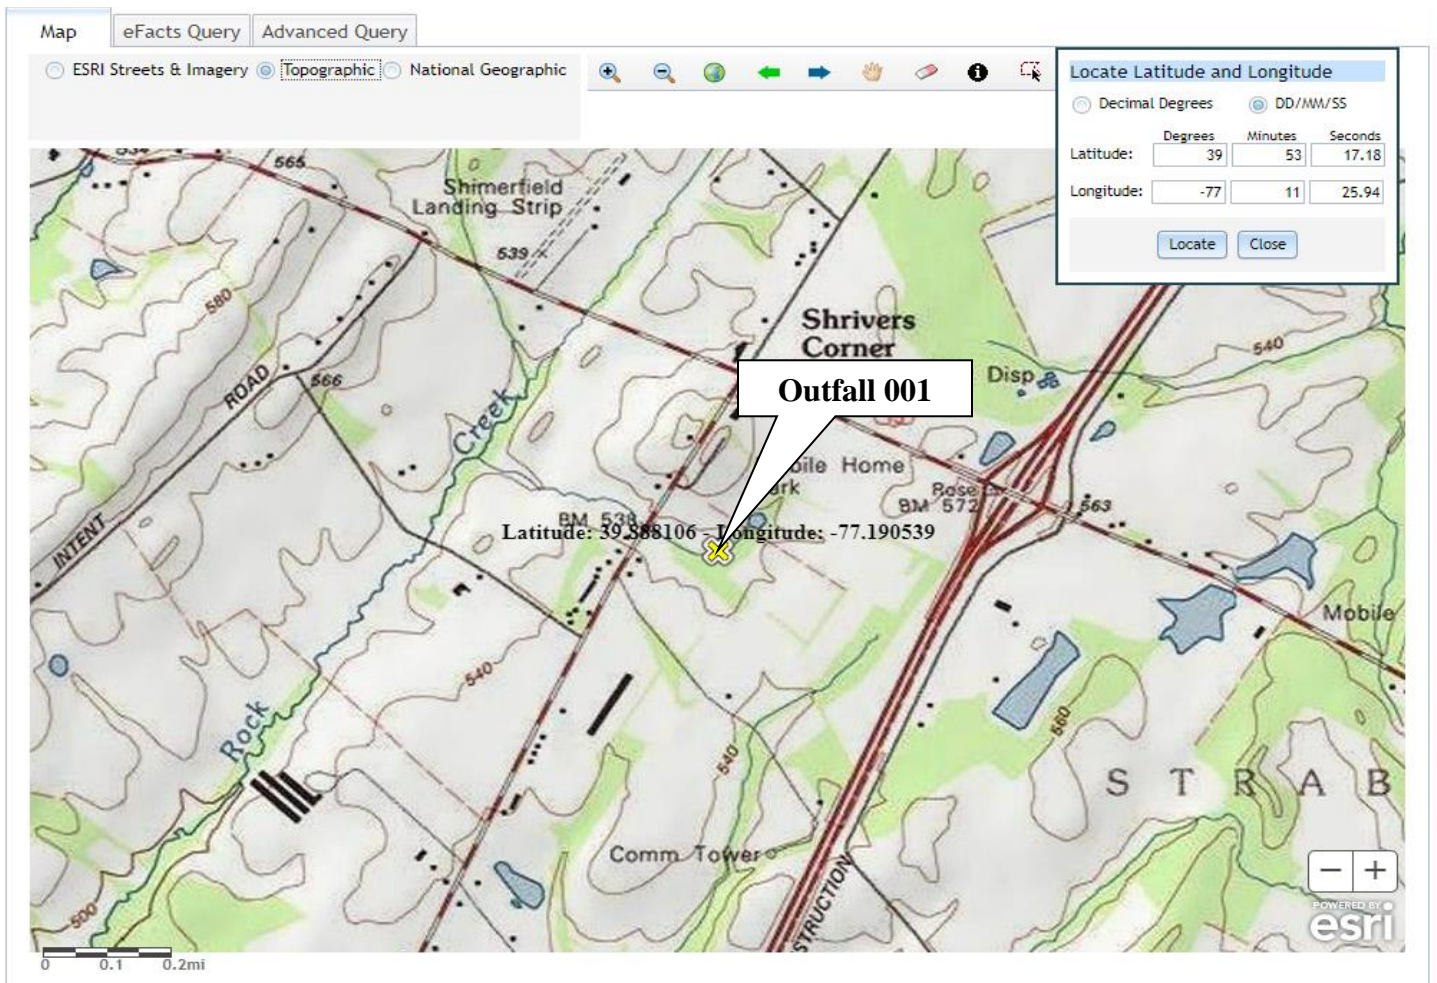 Map eFacts Query Advanced Query
ESRI Streets & Imagery Topographic National Geographic
Locate Latitude and Longitude
Decimal Degrees DD/MM/SS
Degrees Minutes Seconds
Latitude: 39 53 17.18
Longitude: -77 11 25.94
Locate Close
565
Shimerfield
Landing Strip
539
580
Shrivers
Corner
540
ROAD
566
Disp
Outfall 001
Creek
Home
Rose
BM 572
563
BM 538
Latitude: 39.888106 - Longitude: -77.190539
INTENT
Mobile
540
Rock
560
540
S T R A B
Comm Tower
STRUCTION
500
POWERED BY
esri
0 0.1 0.2mi